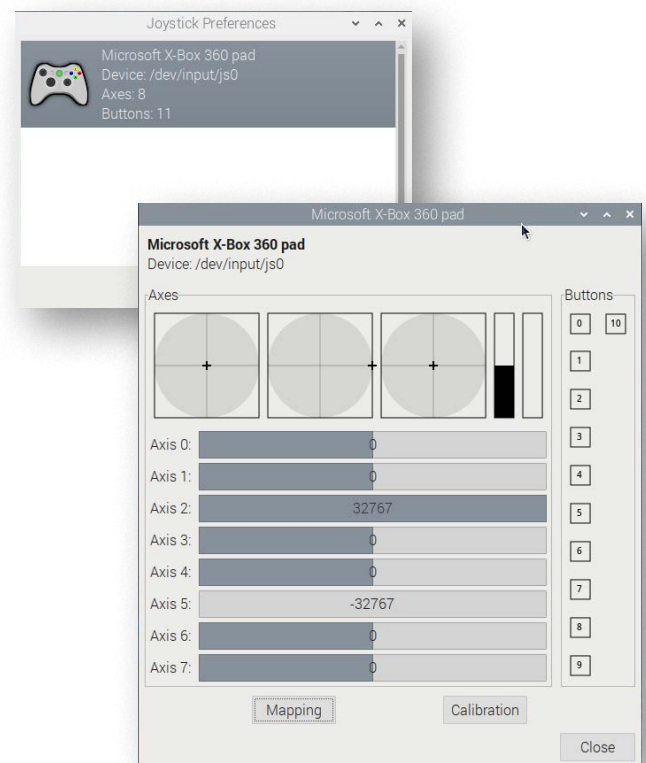 Joystick Preferences
Microsoft X-Box 360 pad
Device: /dev/input/js0
Axes: 8
Buttons: 11
Microsoft X-Box 360 pad
Microsoft X-Box 360 pad
Device: /dev/input/js0
Axes
Axis 0: 0
Axis 1: 0
Axis 2: 32767
Axis 3: 0
Axis 4: 0
Axis 5: -32767
Axis 6: 0
Axis 7: 0
Buttons
0 10
1
2
3
4
5
6
7
8
9
Mapping Calibration
Close